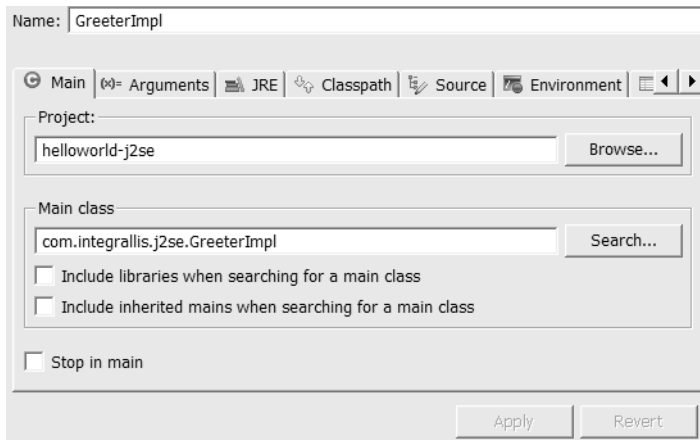 Name: GreeterImpl
Main (x)= Arguments JRE Classpath Source Environment
Project:
helloworld-j2se Browse...
Main class
com.integrallis.j2se.GreeterImpl Search...
Include libraries when searching for a main class
Include inherited mains when searching for a main class
Stop in main
Apply Revert